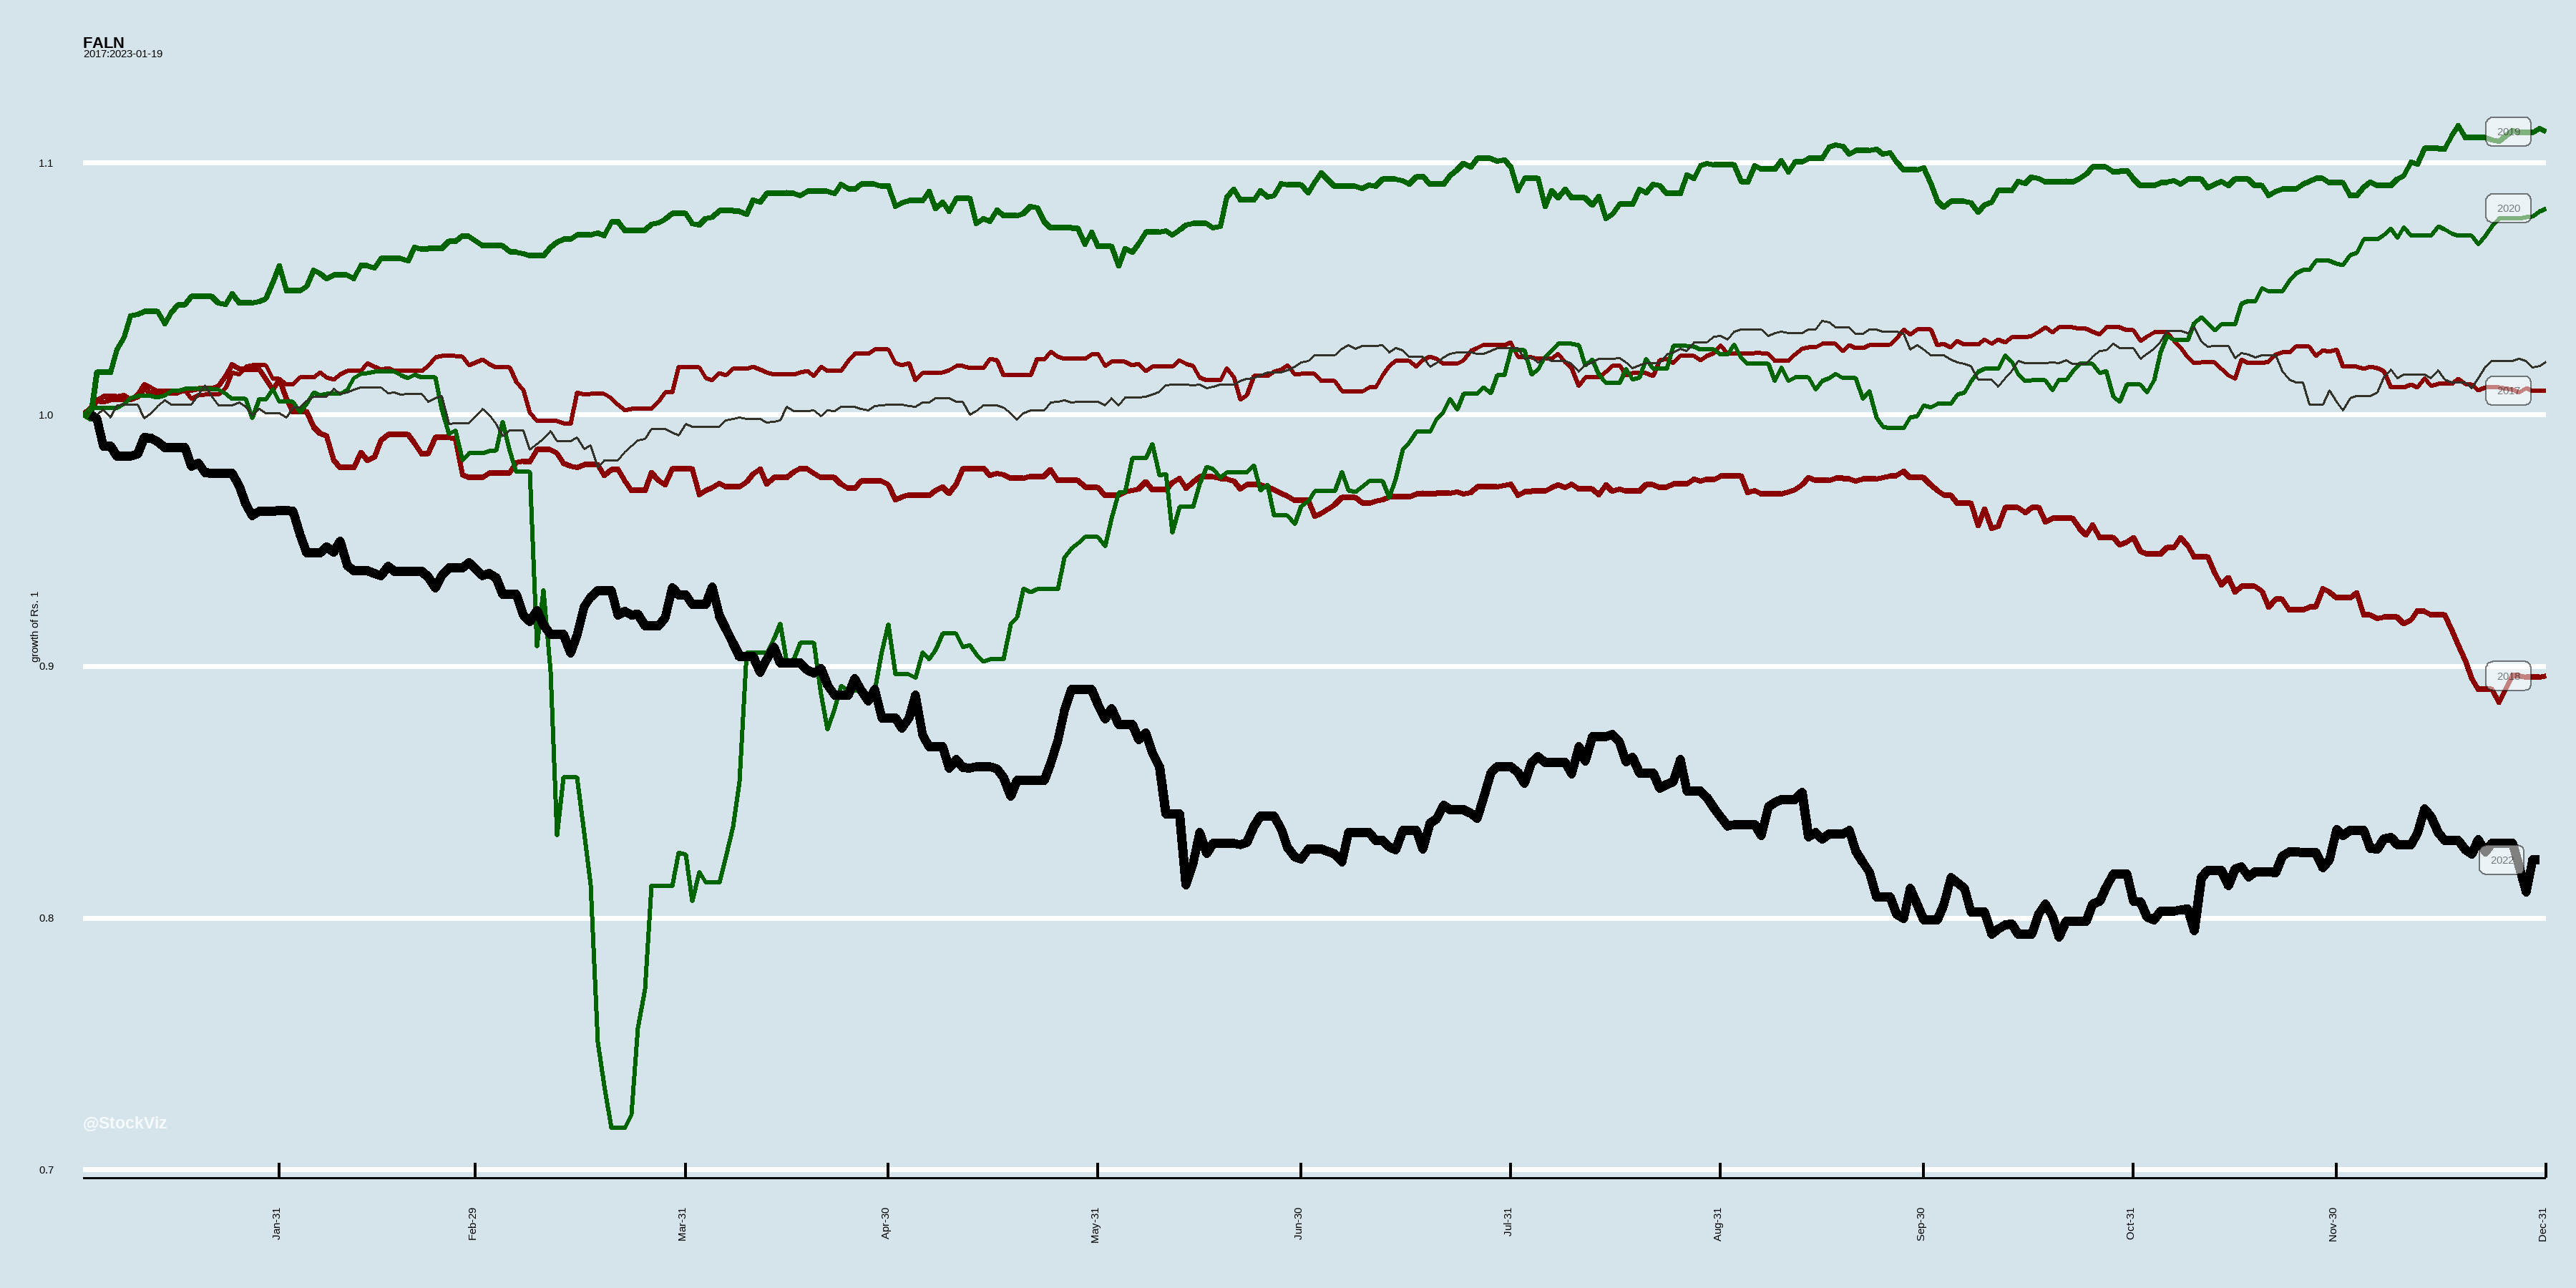 FALN
2017:2023-01-19
1.1
1.0
0.9
0.8
0.7
growth of Rs. 1
2019
2020
2017
2018
2022
@StockViz
Jan-31
Feb-29
Mar-31
Apr-30
May-31
Jun-30
Jul-31
Aug-31
Sep-30
Oct-31
Nov-30
Dec-31